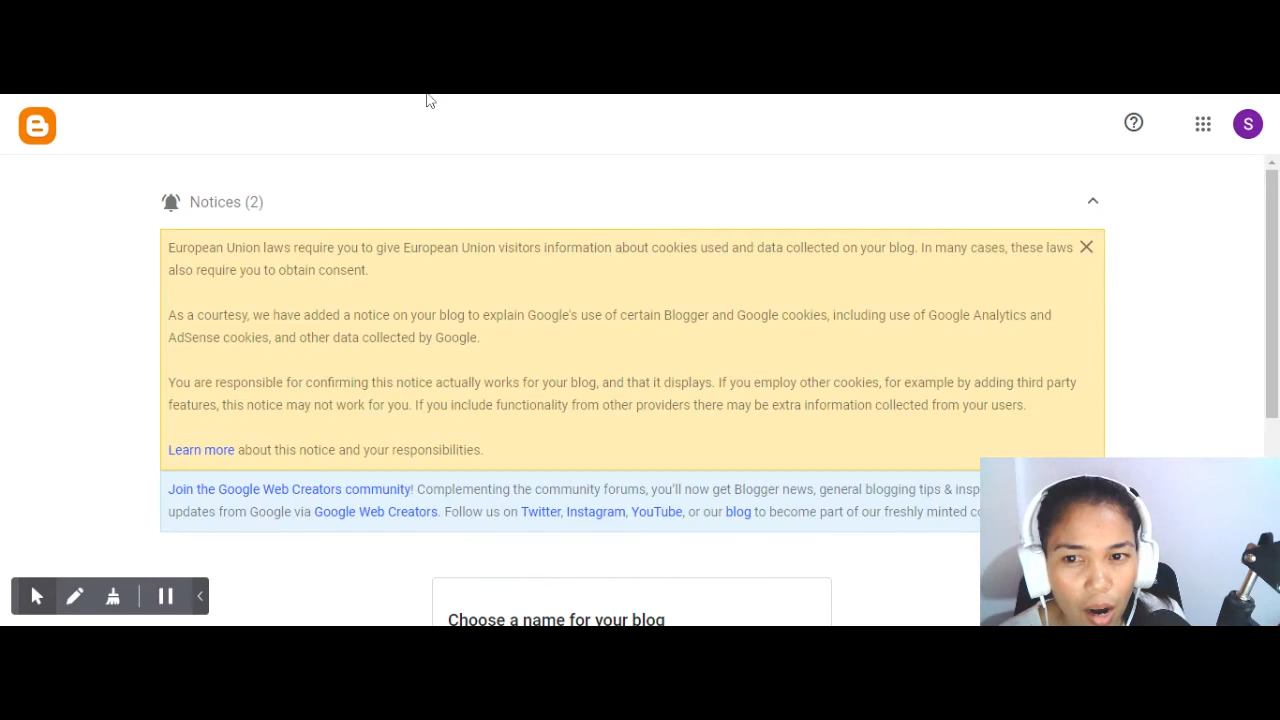 S
Notices (2)
European Union laws require you to give European Union visitors information about cookies used and data collected on your blog. In many cases, these laws
also require you to obtain consent.
As a courtesy, we have added a notice on your blog to explain Google's use of certain Blogger and Google cookies, including use of Google Analytics and
AdSense cookies, and other data collected by Google.
You are responsible for confirming this notice actually works for your blog, and that it displays. If you employ other cookies, for example by adding third party
features, this notice may not work for you. If you include functionality from other providers there may be extra information collected from your users.
Learn more about this notice and your responsibilities.
Join the Google Web Creators community! Complementing the community forums, you'll now get Blogger news, general blogging tips &
updates from Google via Google Web Creators. Follow us on Twitter, Instagram, YouTube, or our blog to become part of our freshly minted
Choose a name for your blog